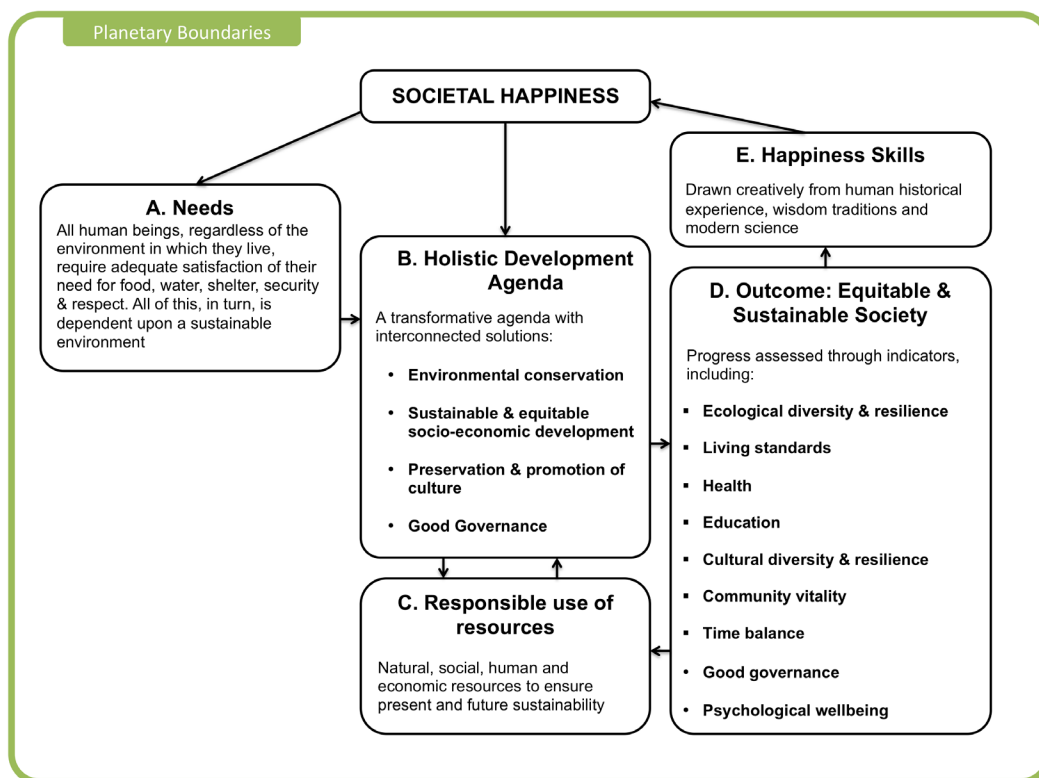 Planetary Boundaries
SOCIETAL HAPPINESS
A. Needs
All human beings, regardless of the
environment in which they live,
require adequate satisfaction of their
need for food, water, shelter, security
& respect. All of this, in turn, is
dependent upon a sustainable
environment
B. Holistic Development
Agenda
A transformative agenda with
interconnected solutions:
• Environmental conservation
• Sustainable & equitable
socio-economic development
• Preservation & promotion of
culture
• Good Governance
C. Responsible use of
resources
Natural, social, human and
economic resources to ensure
present and future sustainability
D. Outcome: Equitable &
Sustainable Society
Progress assessed through indicators,
including:
▪ Ecological diversity & resilience
▪ Living standards
▪ Health
▪ Education
▪ Cultural diversity & resilience
▪ Community vitality
▪ Time balance
• Good governance
• Psychological wellbeing
E. Happiness Skills
Drawn creatively from human historical
experience, wisdom traditions and
modern science